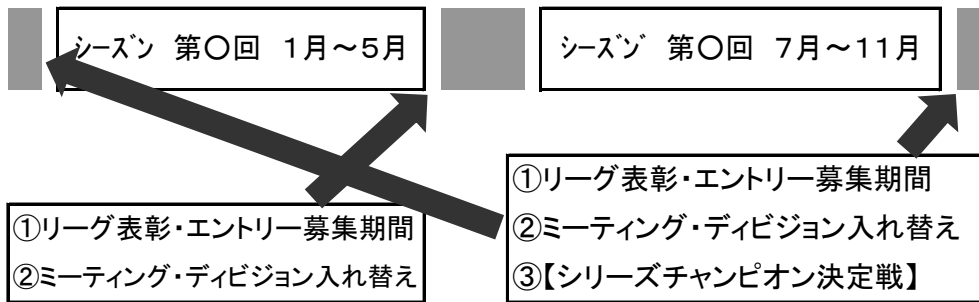 シーズン 第〇回 1月～5月
シーズン 第〇回 7月～11月
①リーグ表彰・エントリー募集期間
②ミーティング・ディビジョン入れ替え
①リーグ表彰・エントリー募集期間
②ミーティング・ディビジョン入れ替え
③【シリーズチャンピオン決定戦】